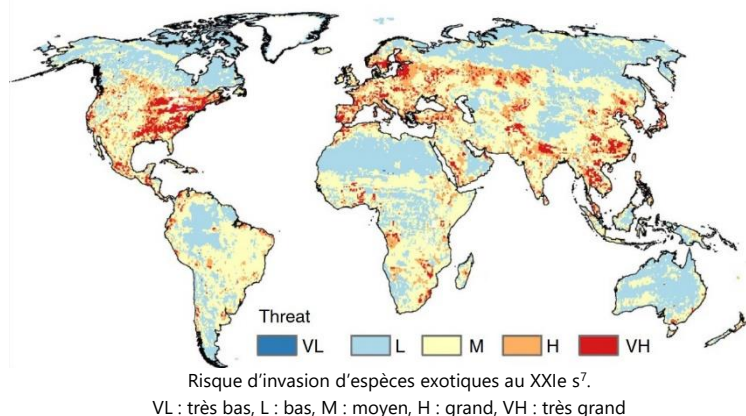 Threat
VL L M H VH
Risque d'invasion d'espèces exotiques au XXIe s⁷.
VL : très bas, L : bas, M : moyen, H : grand, VH : très grand